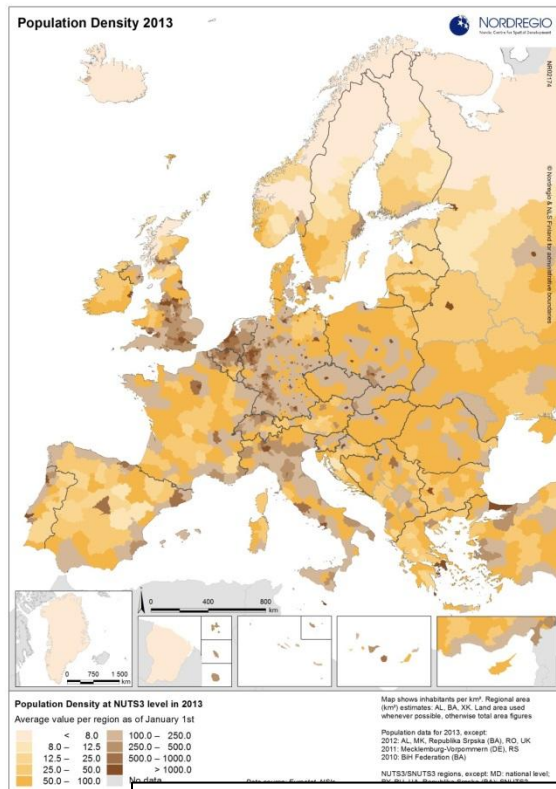 Population Density 2013
NORDREGIO
Nordic Centre for Spatial Development
NR02174
© Nordregio & NLS Finland for administrative boundaries
0 400 800
km
0 750 1 500
km
Population Density at NUTS3 level in 2013
Average value per region as of January 1st
< 8.0
8.0 – 12.5
12.5 – 25.0
25.0 – 50.0
50.0 – 100.0
100.0 – 250.0
250.0 – 500.0
500.0 – 1000.0
> 1000.0
No data
Map shows inhabitants per km². Regional area
(km²) estimates: AL, BA, XK. Land area used
whenever possible, otherwise total area figures
Population data for 2013, except:
2012: AL, MK, Republika Srpska (BA), RO, UK
2011: Mecklenburg-Vorpommern (DE), RS
2010: BiH Federation (BA)
NUTS3/SNUTS3 regions, except: MD: national level;